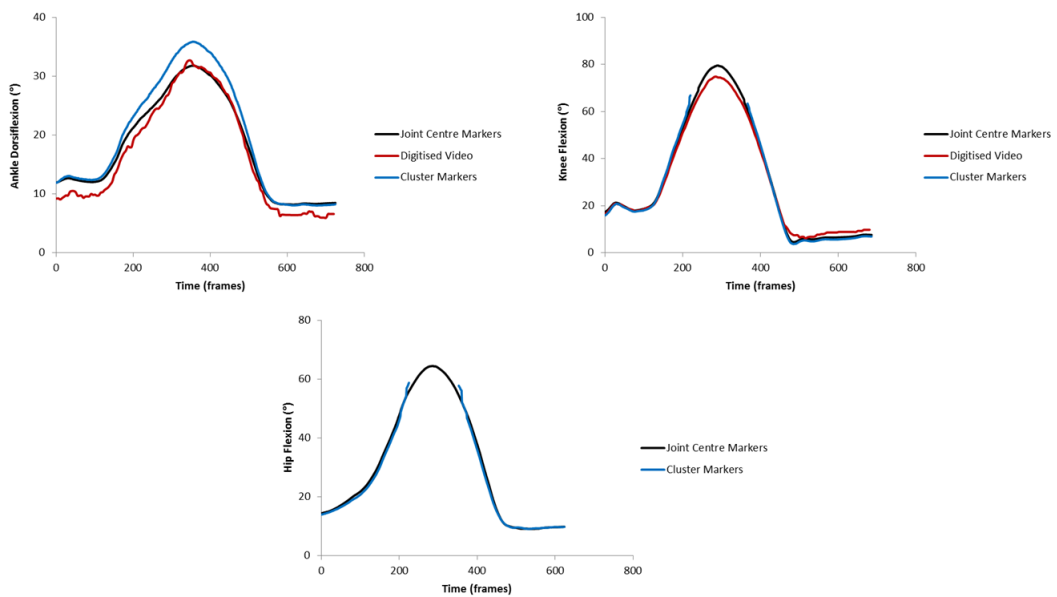 40
30
20
10
0
0
200
400
600
800
Ankle Dorsiflexion (°)
Time (frames)
Joint Centre Markers
Digitised Video
Cluster Markers
100
80
60
40
20
0
0
200
400
600
800
Knee Flexion (°)
Time (frames)
Joint Centre Markers
Digitised Video
Cluster Markers
80
60
40
20
0
0
200
400
600
800
Hip Flexion (°)
Time (frames)
Joint Centre Markers
Cluster Markers